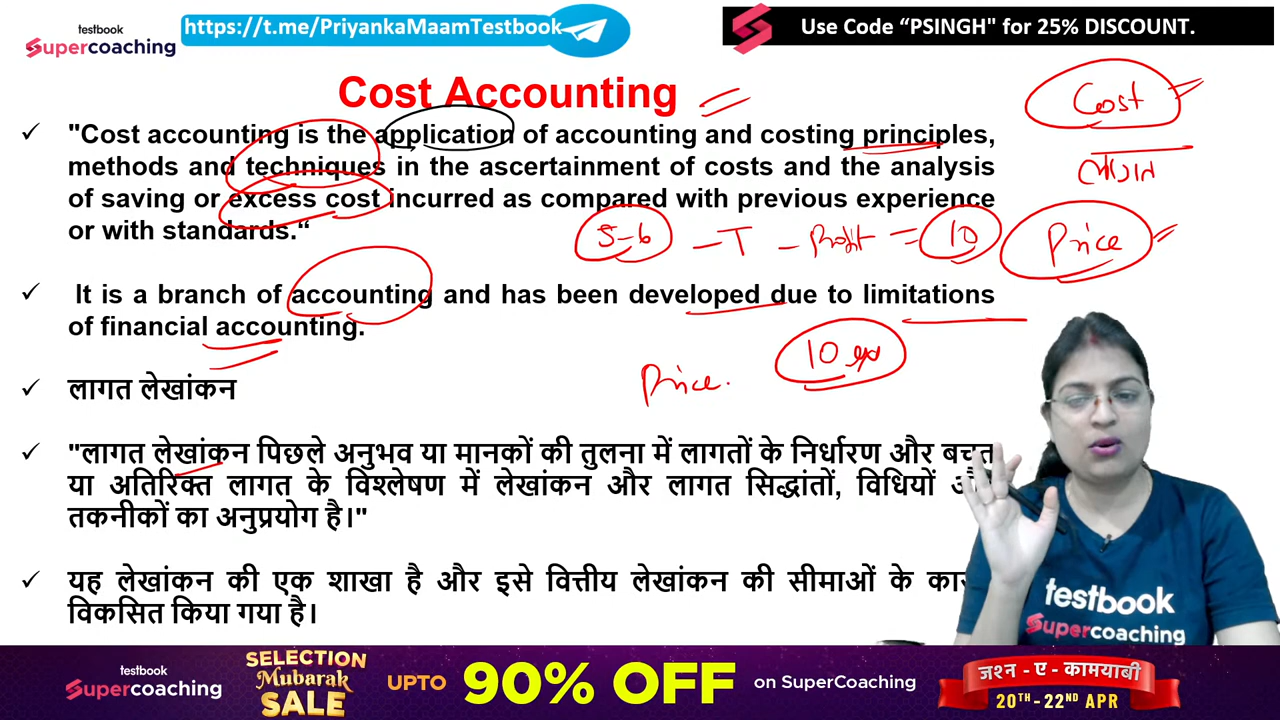 testbook
Supercoaching
https://t.me/PriyankaMaamTestbook
Use Code “PSINGH" for 25% DISCOUNT.
Cost Accounting
Cost
लागत
✓ "Cost accounting is the application of accounting and costing principles,
methods and techniques in the ascertainment of costs and the analysis
of saving or excess cost incurred as compared with previous experience
or with standards.“
5-6 - T - Profit = 10 Price
✓ It is a branch of accounting and has been developed due to limitations
of financial accounting.
10
Price.
✓ लागत लेखांकन
✓ "लागत लेखांकन पिछले अनुभव या मानकों की तुलना में लागतों के निर्धारण और बचत
या अतिरिक्त लागत के विश्लेषण में लेखांकन और लागत सिद्धांतों, विधियों
तकनीकों का अनुप्रयोग है।"
✓ यह लेखांकन की एक शाखा है और इसे वित्तीय लेखांकन की सीमाओं के
विकसित किया गया है।
testbook
Supercoaching
testbook
Supercoaching
SELECTION
Mubarak
SALE
UPTO 90% OFF on SuperCoaching
जश्न - ए - कामयाबी
20TH-22ND APR